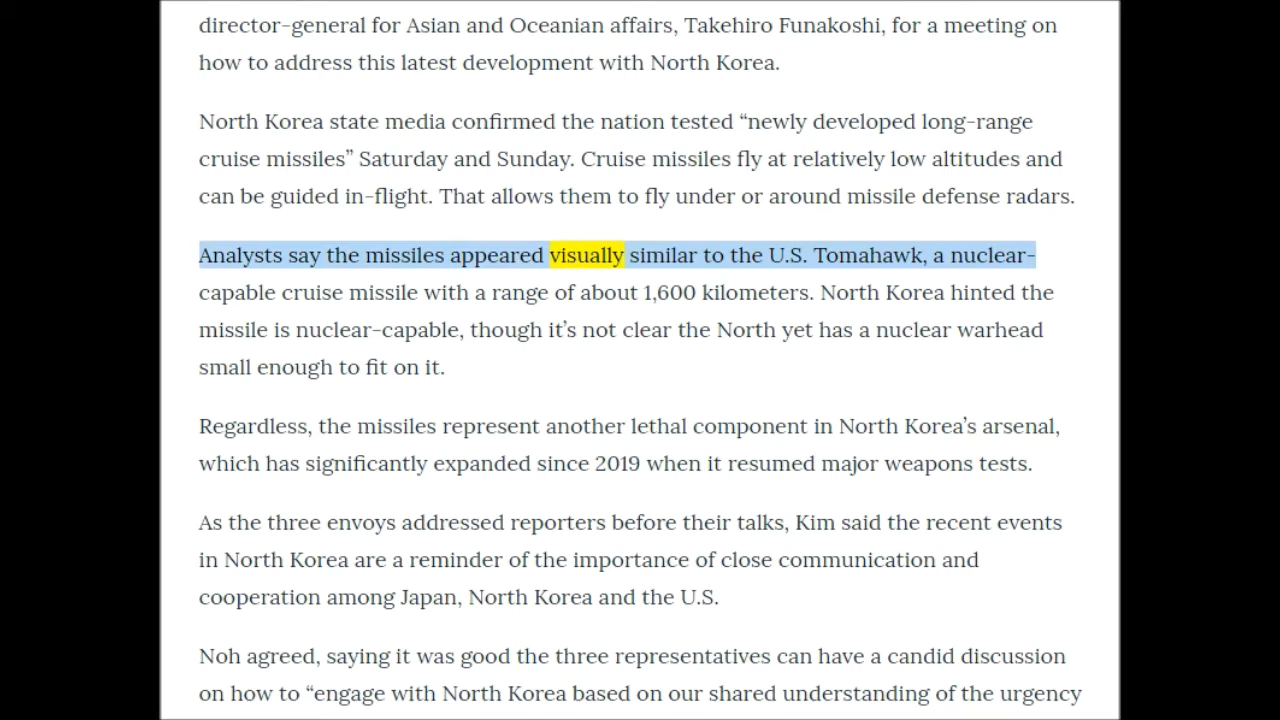 director-general for Asian and Oceanian affairs, Takehiro Funakoshi, for a meeting on
how to address this latest development with North Korea.
North Korea state media confirmed the nation tested “newly developed long-range
cruise missiles” Saturday and Sunday. Cruise missiles fly at relatively low altitudes and
can be guided in-flight. That allows them to fly under or around missile defense radars.
Analysts say the missiles appeared visually similar to the U.S. Tomahawk, a nuclear-
capable cruise missile with a range of about 1,600 kilometers. North Korea hinted the
missile is nuclear-capable, though it’s not clear the North yet has a nuclear warhead
small enough to fit on it.
Regardless, the missiles represent another lethal component in North Korea’s arsenal,
which has significantly expanded since 2019 when it resumed major weapons tests.
As the three envoys addressed reporters before their talks, Kim said the recent events
in North Korea are a reminder of the importance of close communication and
cooperation among Japan, North Korea and the U.S.
Noh agreed, saying it was good the three representatives can have a candid discussion
on how to “engage with North Korea based on our shared understanding of the urgency